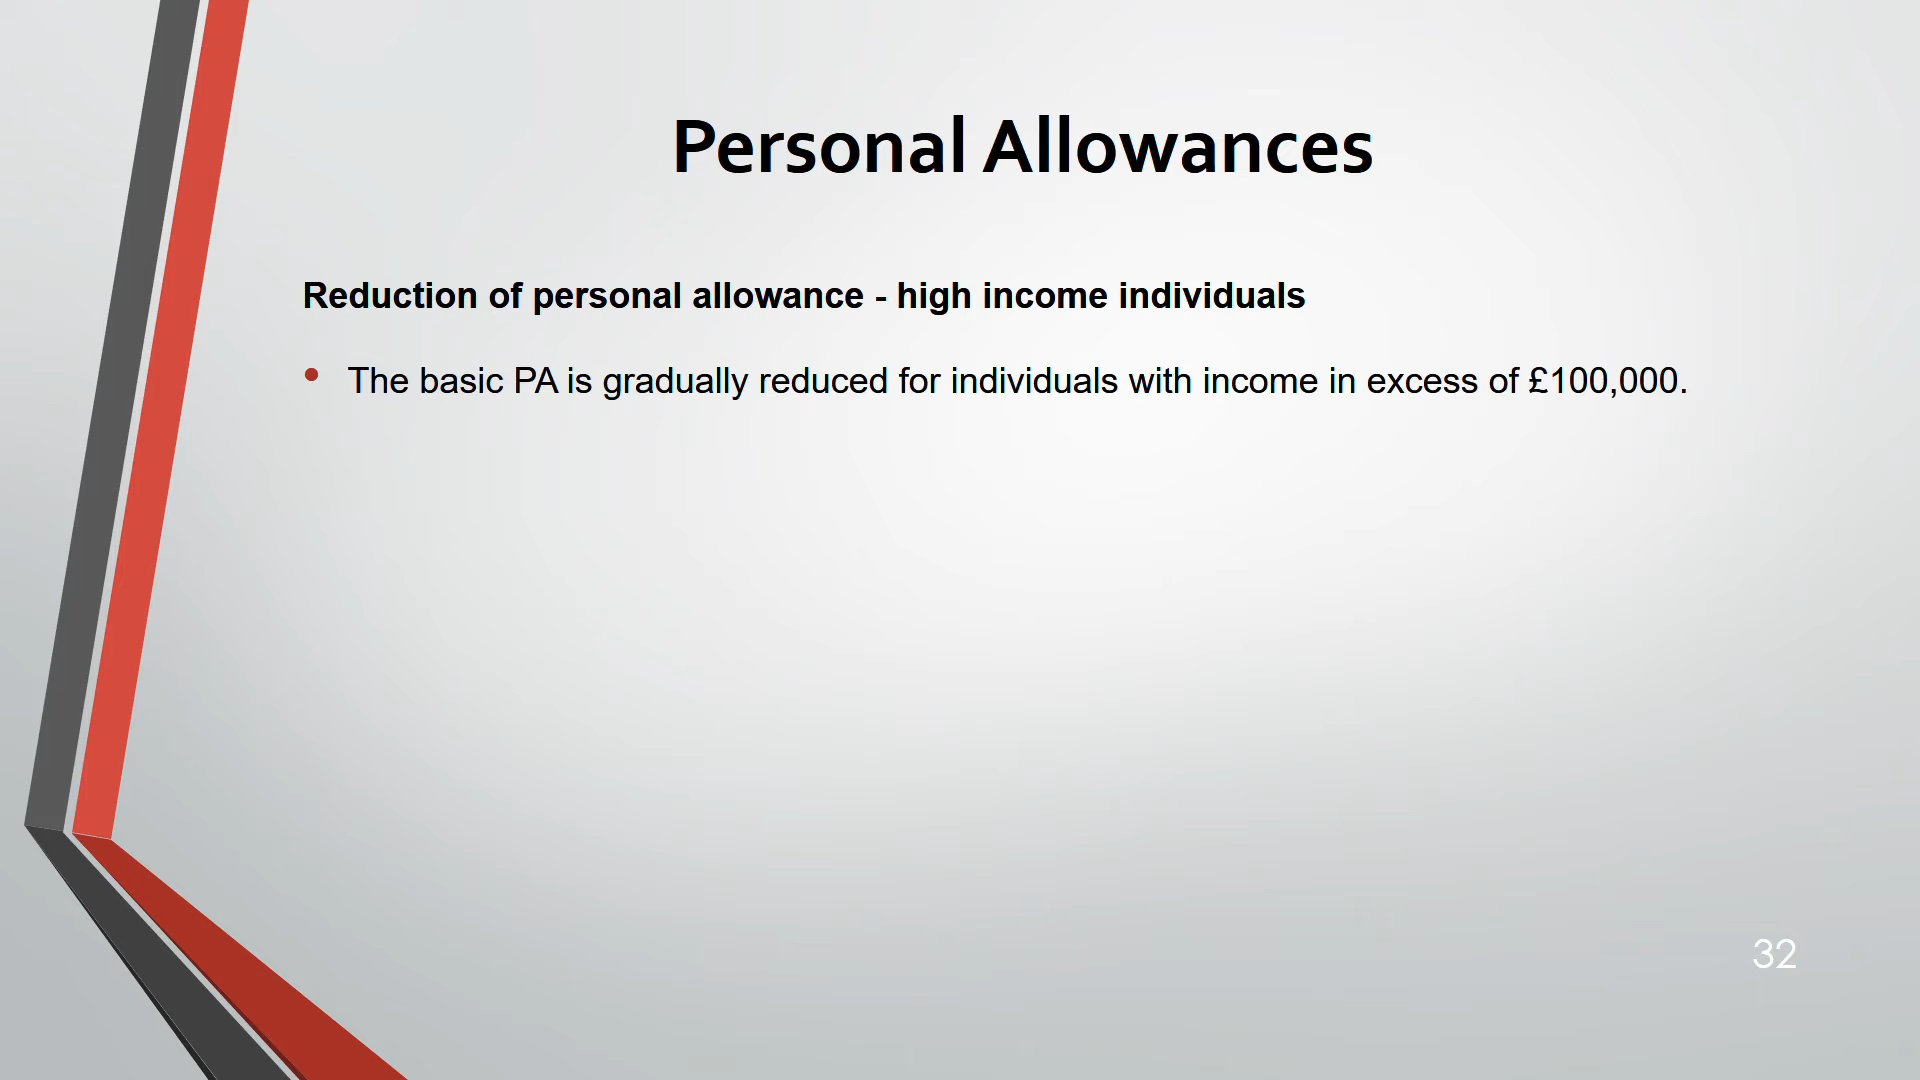 Personal Allowances
Reduction of personal allowance - high income individuals
• The basic PA is gradually reduced for individuals with income in excess of £100,000.
32